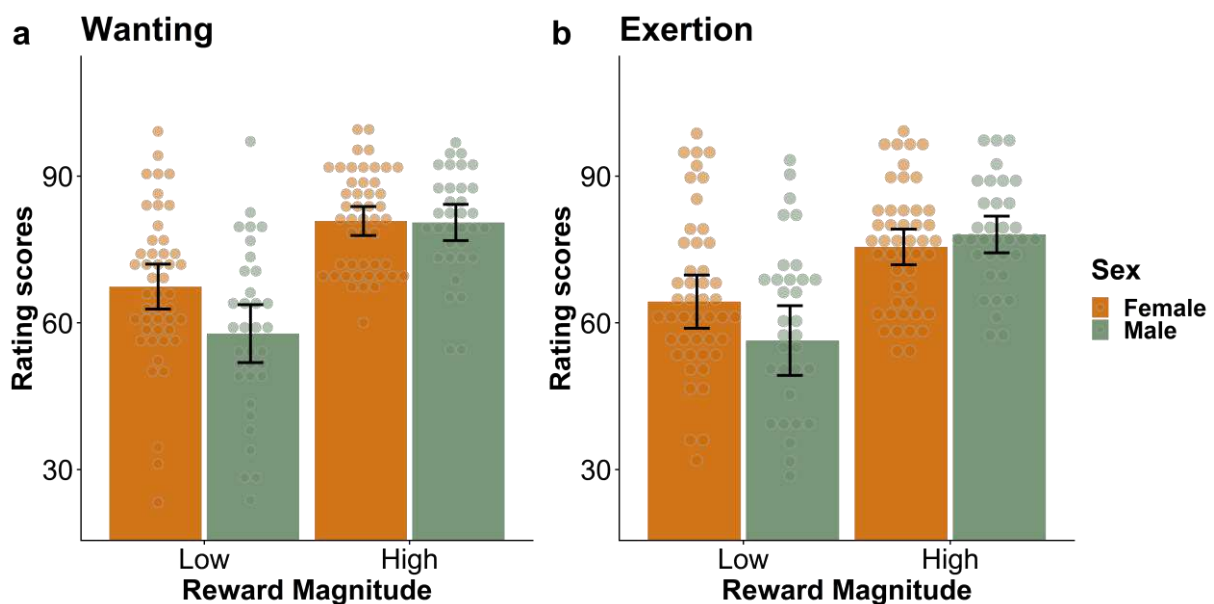 a Wanting
90
60
30
Rating scores
Low High
Reward Magnitude
b Exertion
90
60
30
Rating scores
Low High
Reward Magnitude
Sex
Female
Male